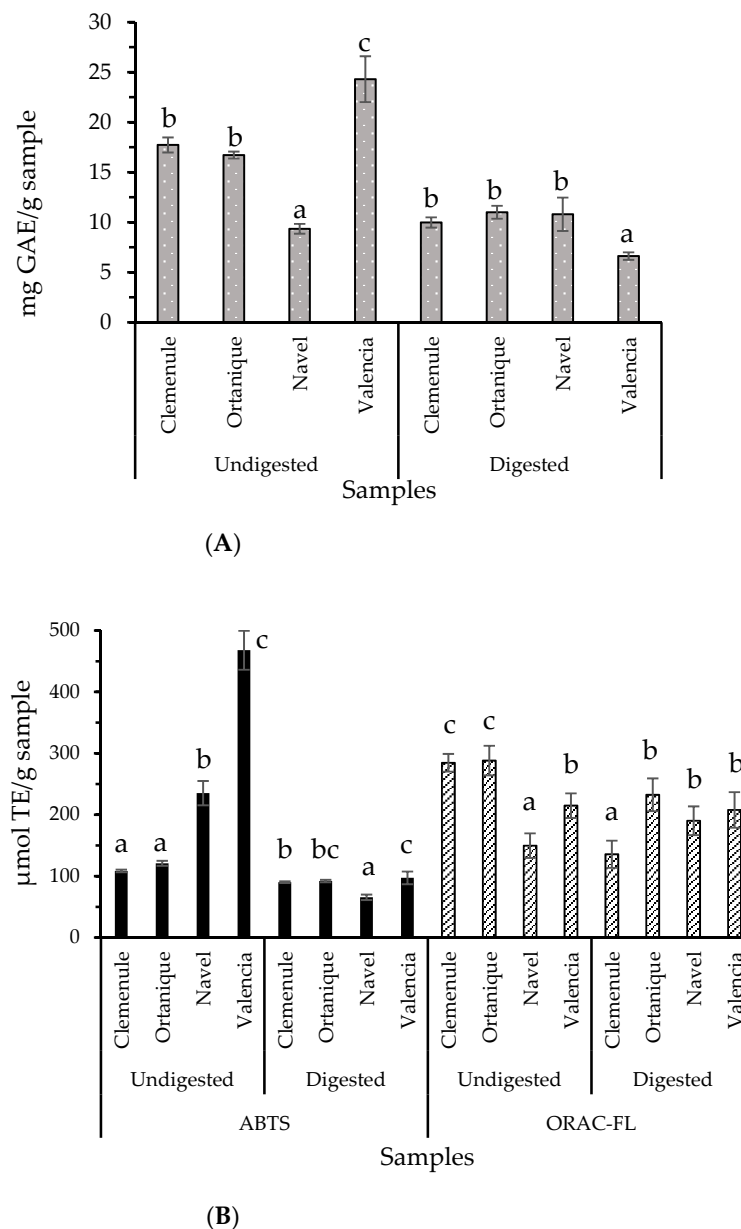 mg GAE/g sample
30
25
20
15
10
5
0
b
b
a
c
b
b
b
a
Clemenule
Ortanique
Navel
Valencia
Clemenule
Ortanique
Navel
Valencia
Undigested
Digested
Samples
(A)
µmol TE/g sample
500
400
300
200
100
0
a
a
b
c
b
bc
a
c
c
c
a
b
a
b
b
b
Clemenule
Ortanique
Navel
Valencia
Clemenule
Ortanique
Navel
Valencia
Clemenule
Ortanique
Navel
Valencia
Clemenule
Ortanique
Navel
Valencia
Undigested
Digested
Undigested
Digested
ABTS
ORAC-FL
Samples
(B)